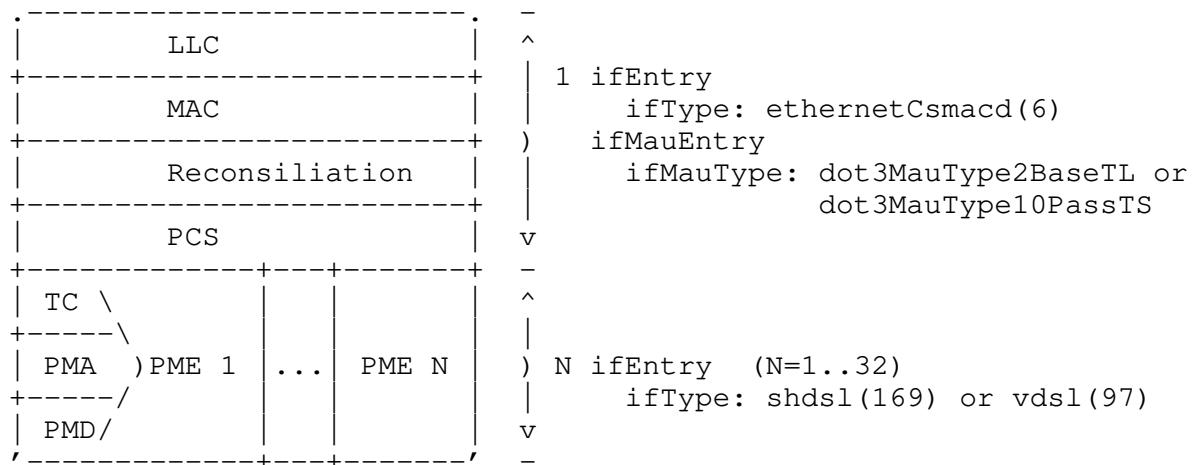 .-------------------------.  -
|       LLC               |  ^
+-------------------------+  | 1 ifEntry
|       MAC               |  |     ifType: ethernetCsmacd(6)
+-------------------------+  )   ifMauEntry
|       Reconsiliation    |  |     ifMauType: dot3MauType2BaseTL or
+-------------------------+  |                dot3MauType10PassTS
|       PCS               |  v
+-------------+---+-------+  -
| TC \        |   |       |  ^
+-----\       |   |       |  |
| PMA  )PME 1 |...| PME N |  ) N ifEntry  (N=1..32)
+-----/       |   |       |  |     ifType: shdsl(169) or vdsl(97)
| PMD/        |   |       |  v
'-------------+---+-------'  -